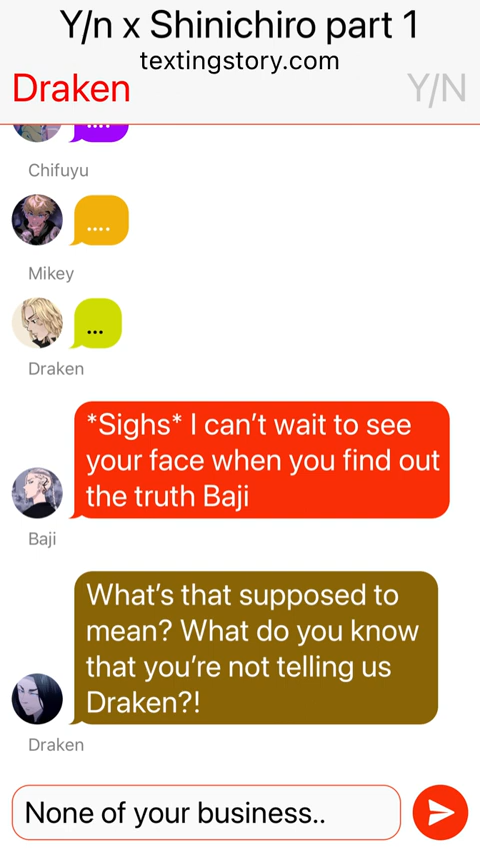 Y/n x Shinichiro part 1
textingstory.com
Draken
Y/N
....
Chifuyu
....
Mikey
...
Draken
*Sighs* I can’t wait to see
your face when you find out
the truth Baji
Baji
What’s that supposed to
mean? What do you know
that you’re not telling us
Draken?!
Draken
None of your business..